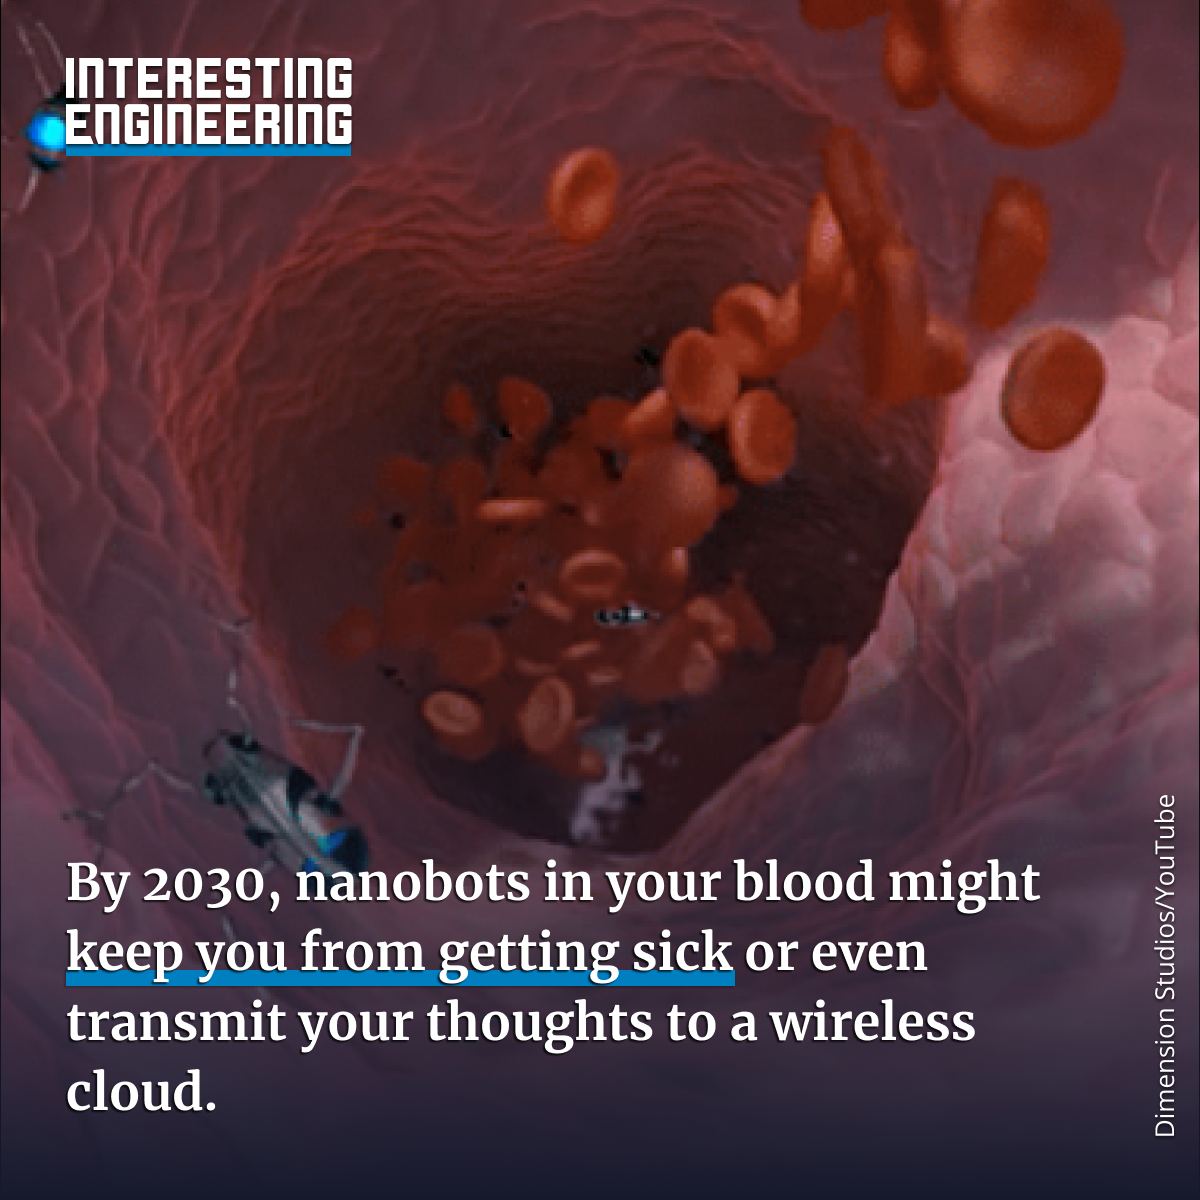 INTERESTING
ENGINEERING
By 2030, nanobots in your blood might
keep you from getting sick or even
transmit your thoughts to a wireless
cloud.
Dimension Studios/YouTube